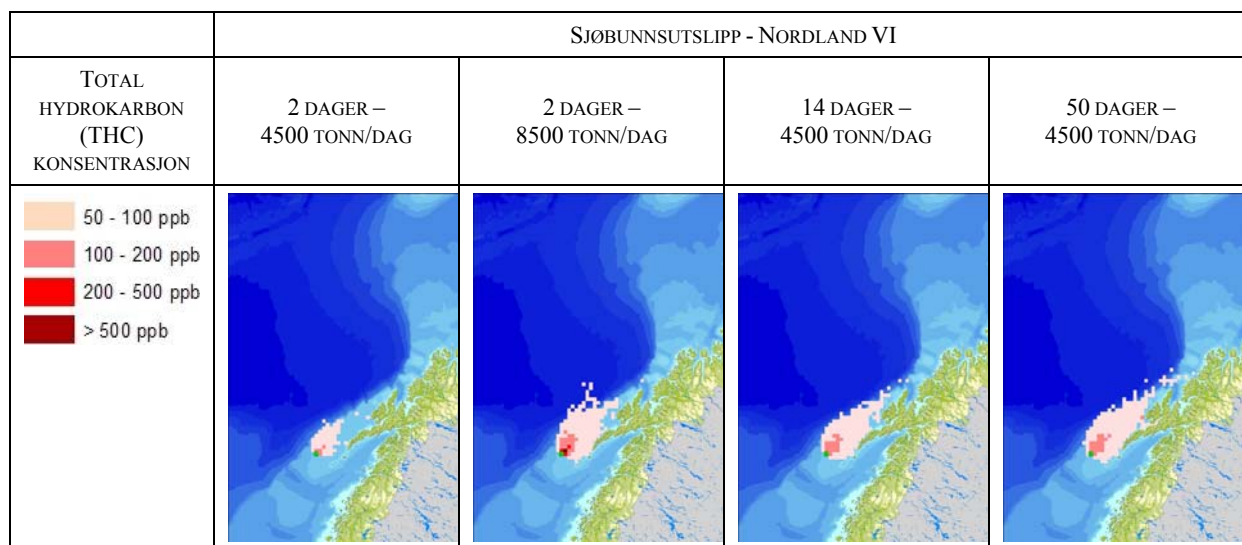 SJØBUNNSUTSLIPP - NORDLAND VI
TOTAL
HYDROKARBON
(THC)
KONSENTRASJON
2 DAGER –
4500 TONN/DAG
2 DAGER –
8500 TONN/DAG
14 DAGER –
4500 TONN/DAG
50 DAGER –
4500 TONN/DAG
50 - 100 ppb
100 - 200 ppb
200 - 500 ppb
> 500 ppb